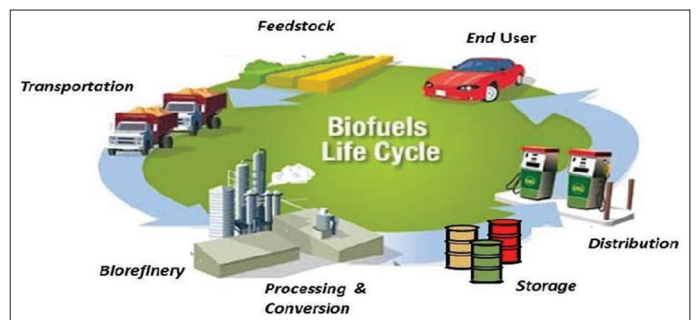 Feedstock
End User
Transportation
Biofuels
Life Cycle
Distribution
Biorefinery
Storage
Processing &
Conversion